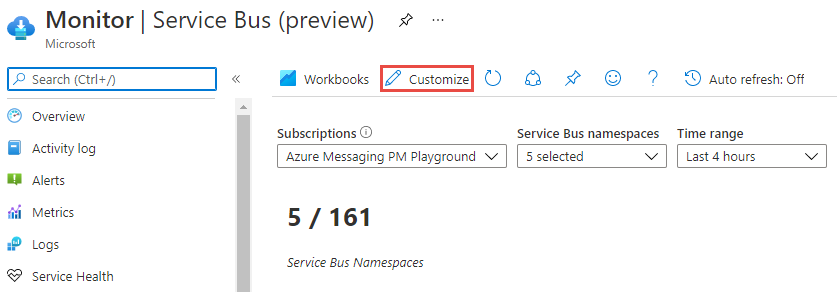 Monitor | Service Bus (preview)
Microsoft
Search (Ctrl+/)
Workbooks Customize Auto refresh: Off
Overview
Activity log
Alerts
Metrics
Logs
Service Health
Subscriptions Service Bus namespaces Time range
Azure Messaging PM Playground 5 selected Last 4 hours
5 / 161
Service Bus Namespaces